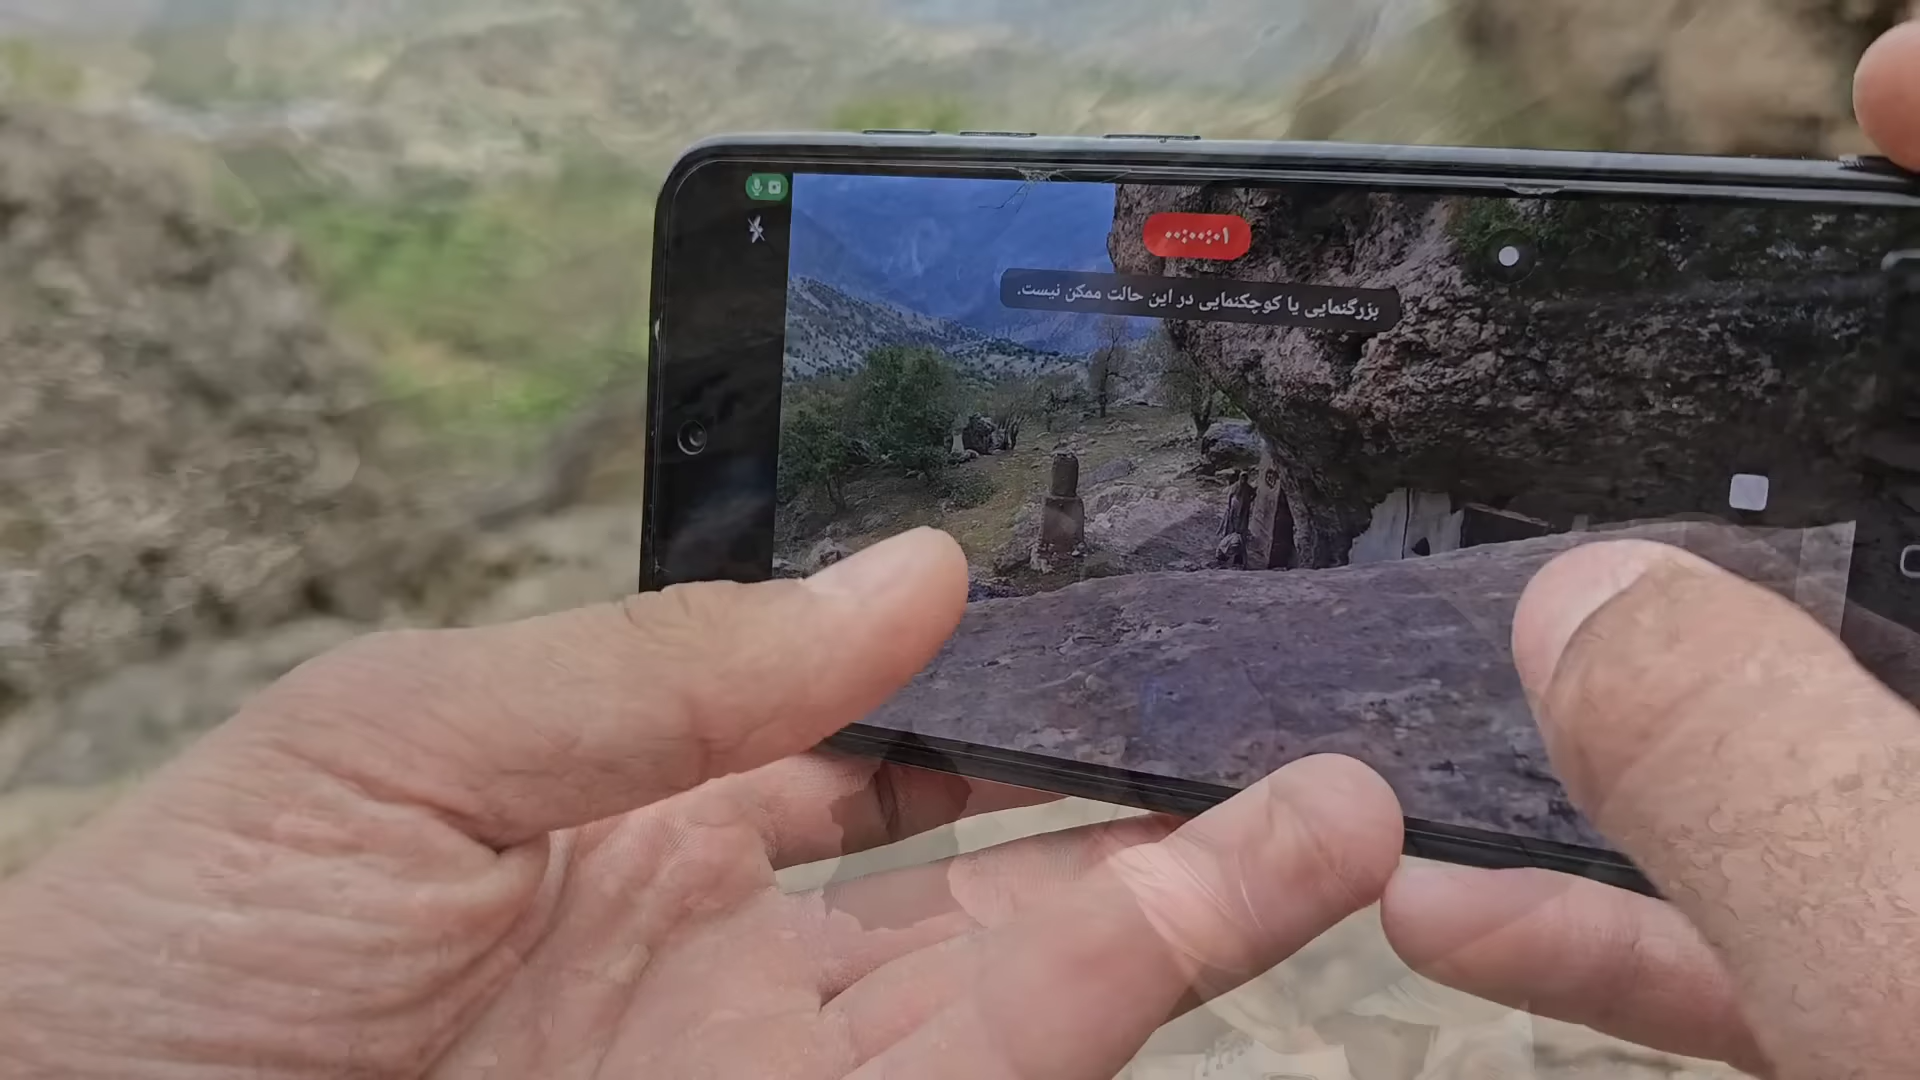 ۰۰:۰۰:۰۱
بزرگنمایی یا کوچکنمایی در این حالت ممکن نیست.